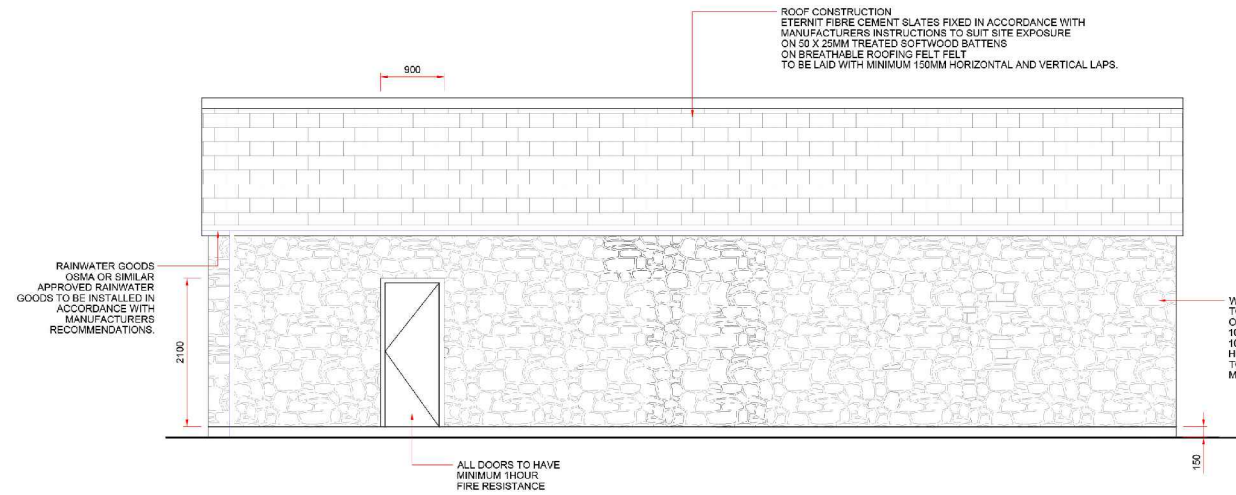 ROOF CONSTRUCTION
ETERNIT FIBRE CEMENT SLATES FIXED IN ACCORDANCE WITH
MANUFACTURERS INSTRUCTIONS TO SUIT SITE EXPOSURE
ON 50 X 25MM TREATED SOFTWOOD BATTENS
ON BREATHABLE ROOFING FELT FELT
TO BE LAID WITH MINIMUM 150MM HORIZONTAL AND VERTICAL LAPS.
900
RAINWATER GOODS
OSMA OR SIMILAR
APPROVED RAINWATER
GOODS TO BE INSTALLED IN
ACCORDANCE WITH
MANUFACTURERS
RECOMMENDATIONS.
2100
150
ALL DOORS TO HAVE
MINIMUM 1HOUR
FIRE RESISTANCE